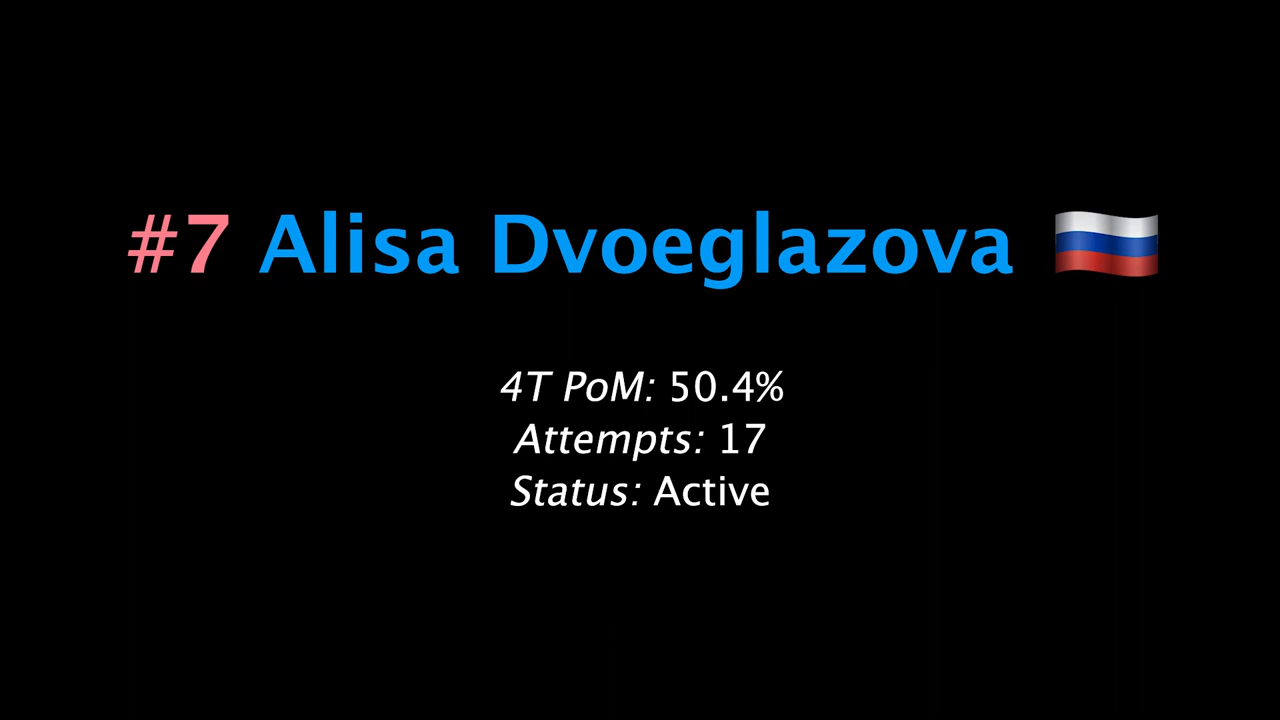 #7 Alisa Dvoeglazova 🇷🇺
4T PoM: 50.4%
Attempts: 17
Status: Active